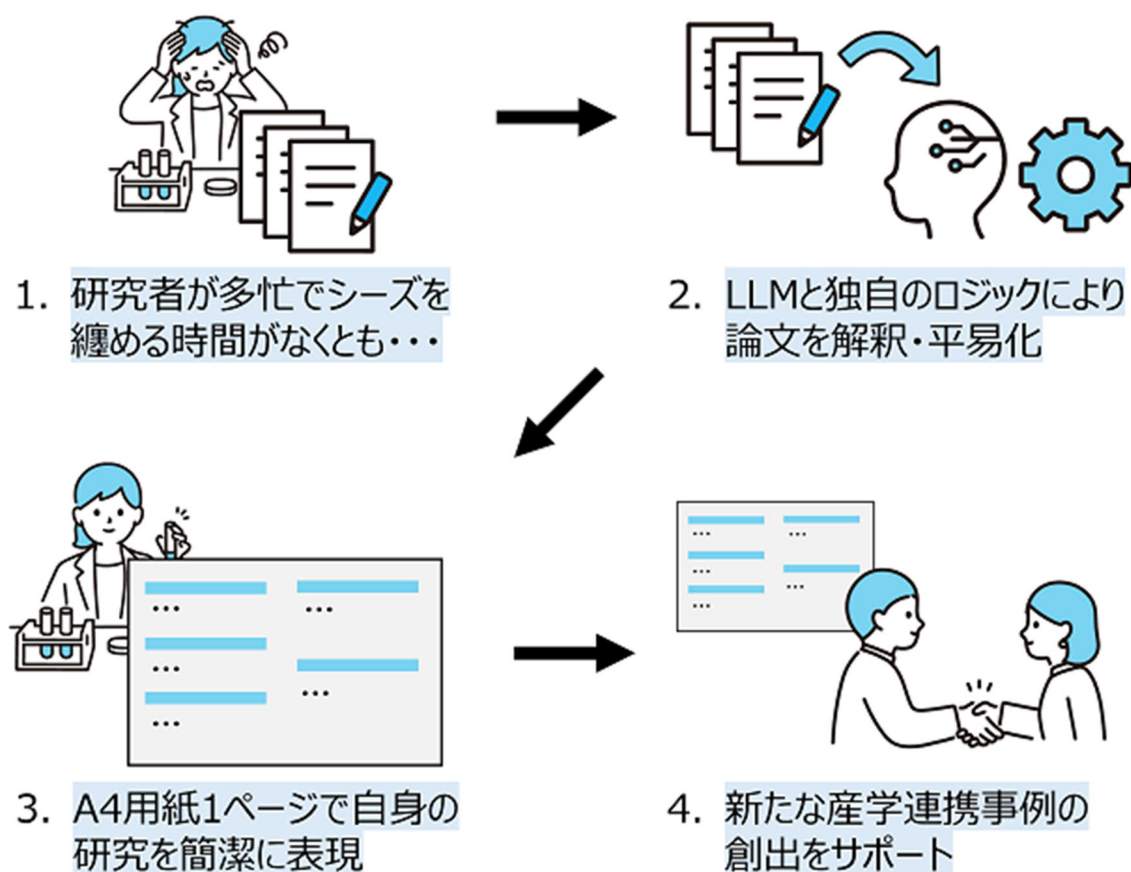 1. 研究者が多忙でシーズを
纏める時間がなくとも・・・
2. LLMと独自のロジックにより
論文を解釈・平易化
3. A4用紙1ページで自身の
研究を簡潔に表現
4. 新たな産学連携事例の
創出をサポート